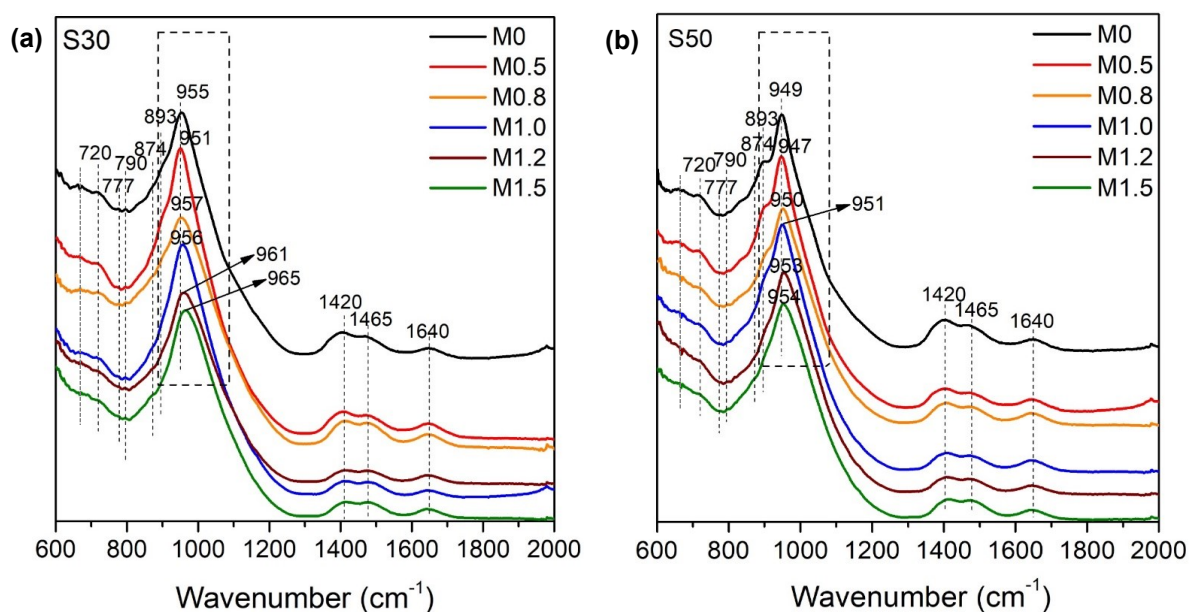 (a)
S30
M0
M0.5
M0.8
M1.0
M1.2
M1.5
955
893
951
874
790
720
777
957
956
961
965
1420
1465
1640
600 800 1000 1200 1400 1600 1800 2000
Wavenumber (cm⁻¹)
(b)
S50
M0
M0.5
M0.8
M1.0
M1.2
M1.5
949
893
874
947
790
720
777
950
951
953
954
1420
1465
1640
600 800 1000 1200 1400 1600 1800 2000
Wavenumber (cm⁻¹)